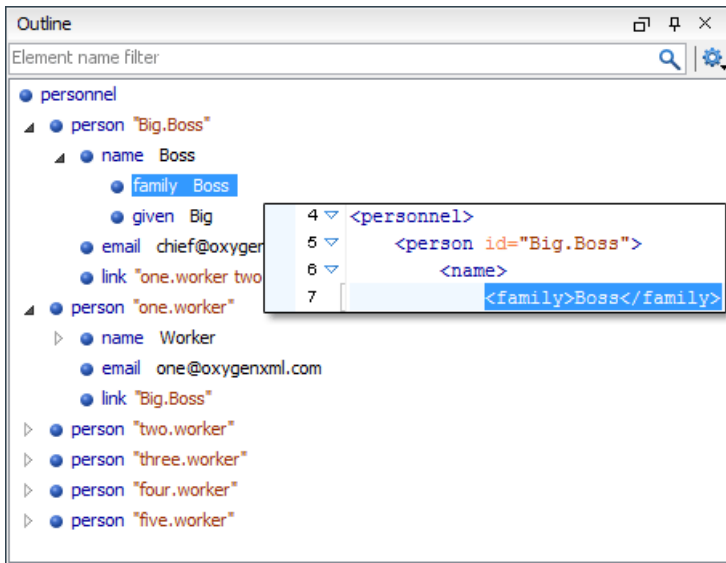 Outline
Element name filter
personnel
person "Big.Boss"
name Boss
family Boss
given Big
email chief@oxygen
link "one.worker two
person "one.worker"
name Worker
email one@oxygenxml.com
link "Big.Boss"
person "two.worker"
person "three.worker"
person "four.worker"
person "five.worker"
4 <personnel>
5 <person id="Big.Boss">
6 <name>
7 <family>Boss</family>